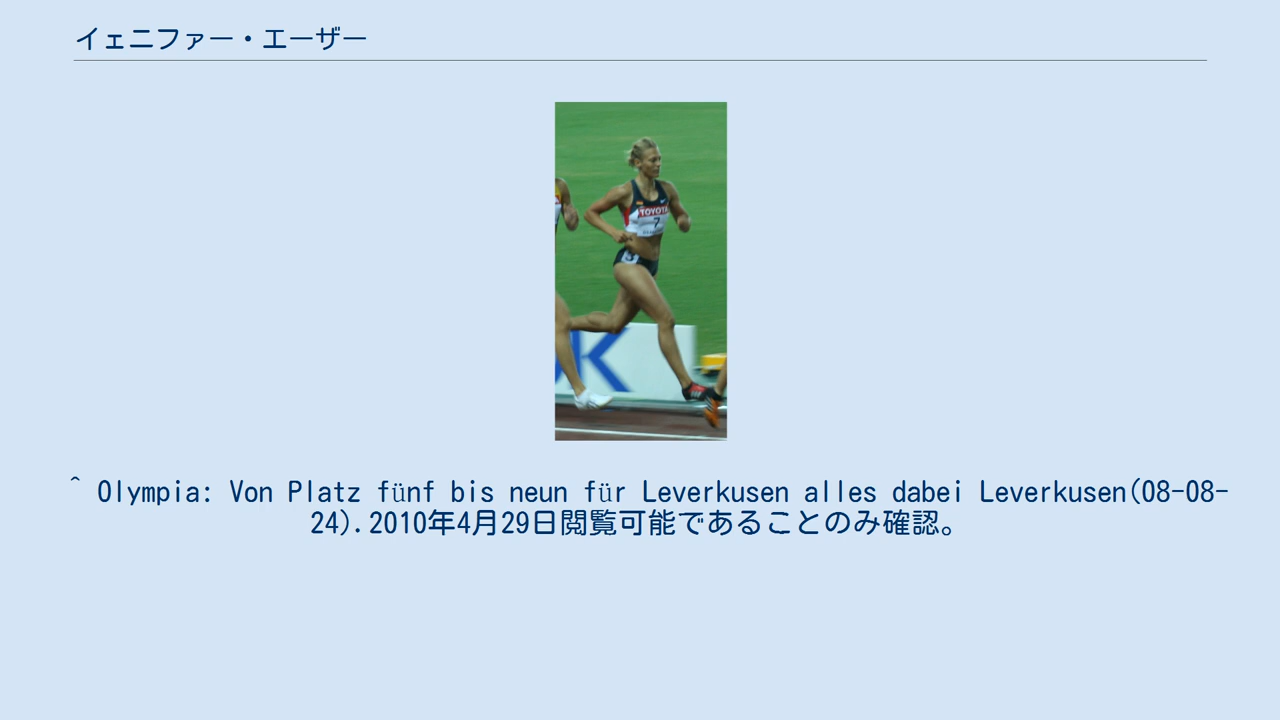 イェニファー・エーザー
TOYOTA
7
K
^ Olympia: Von Platz fünf bis neun für Leverkusen alles dabei Leverkusen(08-08-
24).2010年4月29日閲覧可能であることのみ確認。